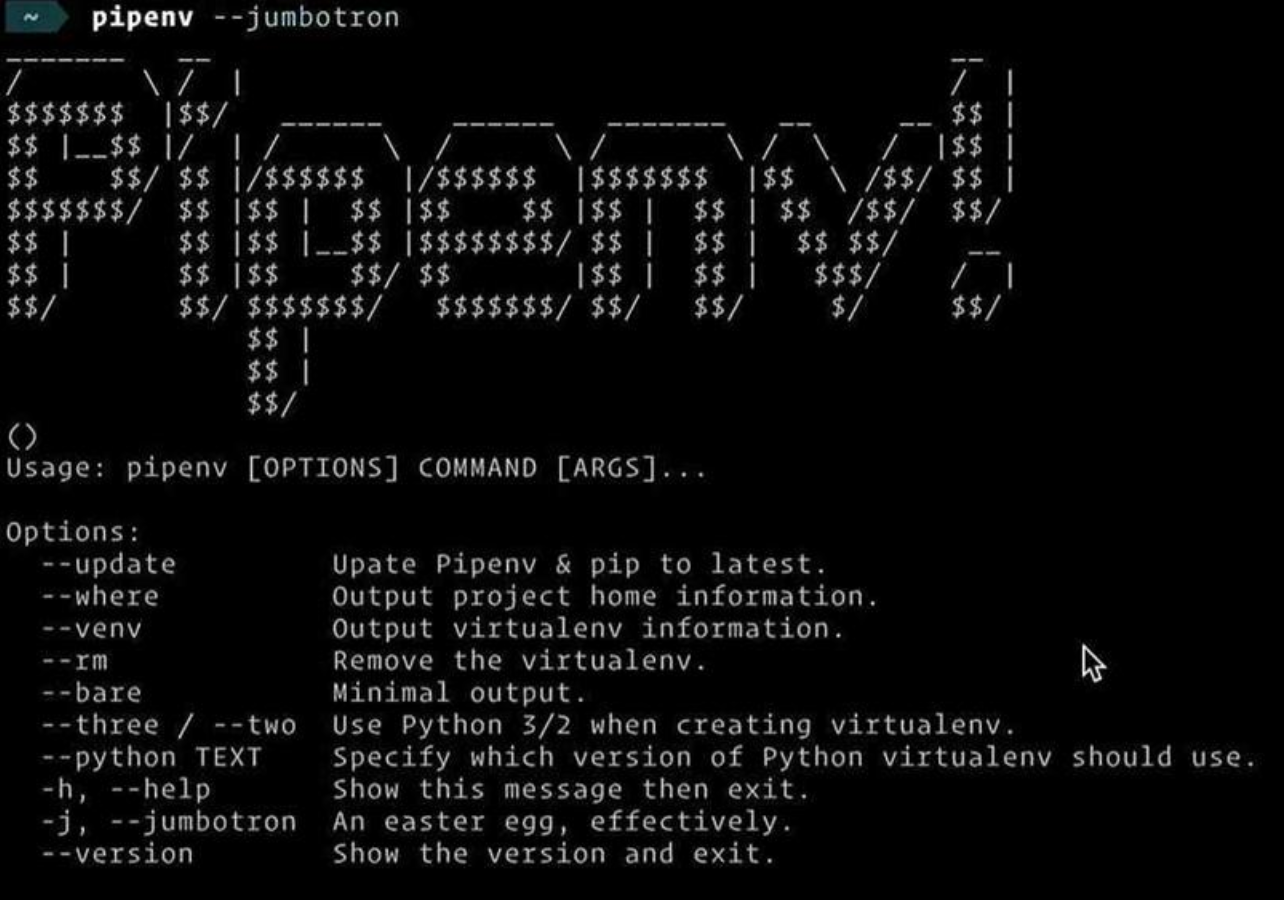 ~ pipenv --jumbotron
 _______   __                                           __
/       \ /  |                                         /  |
$$$$$$$  |$$/   ______    ______   _______   __     __ $$ |
$$ |__$$ |/  | /      \  /      \ /       \ /  \   /  |$$ |
$$    $$/ $$ |/$$$$$$  |/$$$$$$  |$$$$$$$  |$$  \ /$$/ $$ |
$$$$$$$/  $$ |$$ |  $$ |$$    $$ |$$ |  $$ | $$  /$$/  $$/
$$ |      $$ |$$ |__$$ |$$$$$$$$/ $$ |  $$ |  $$ $$/    __
$$ |      $$ |$$    $$/ $$       |$$ |  $$ |   $$$/    /  |
$$/       $$/ $$$$$$$/   $$$$$$$/ $$/   $$/     $/     $$/
              $$ |
              $$ |
              $$/
()
Usage: pipenv [OPTIONS] COMMAND [ARGS]...
Options:
--update Upate Pipenv & pip to latest.
--where Output project home information.
--venv Output virtualenv information.
--rm Remove the virtualenv.
--bare Minimal output.
--three / --two Use Python 3/2 when creating virtualenv.
--python TEXT Specify which version of Python virtualenv should use.
-h, --help Show this message then exit.
-j, --jumbotron An easter egg, effectively.
--version Show the version and exit.